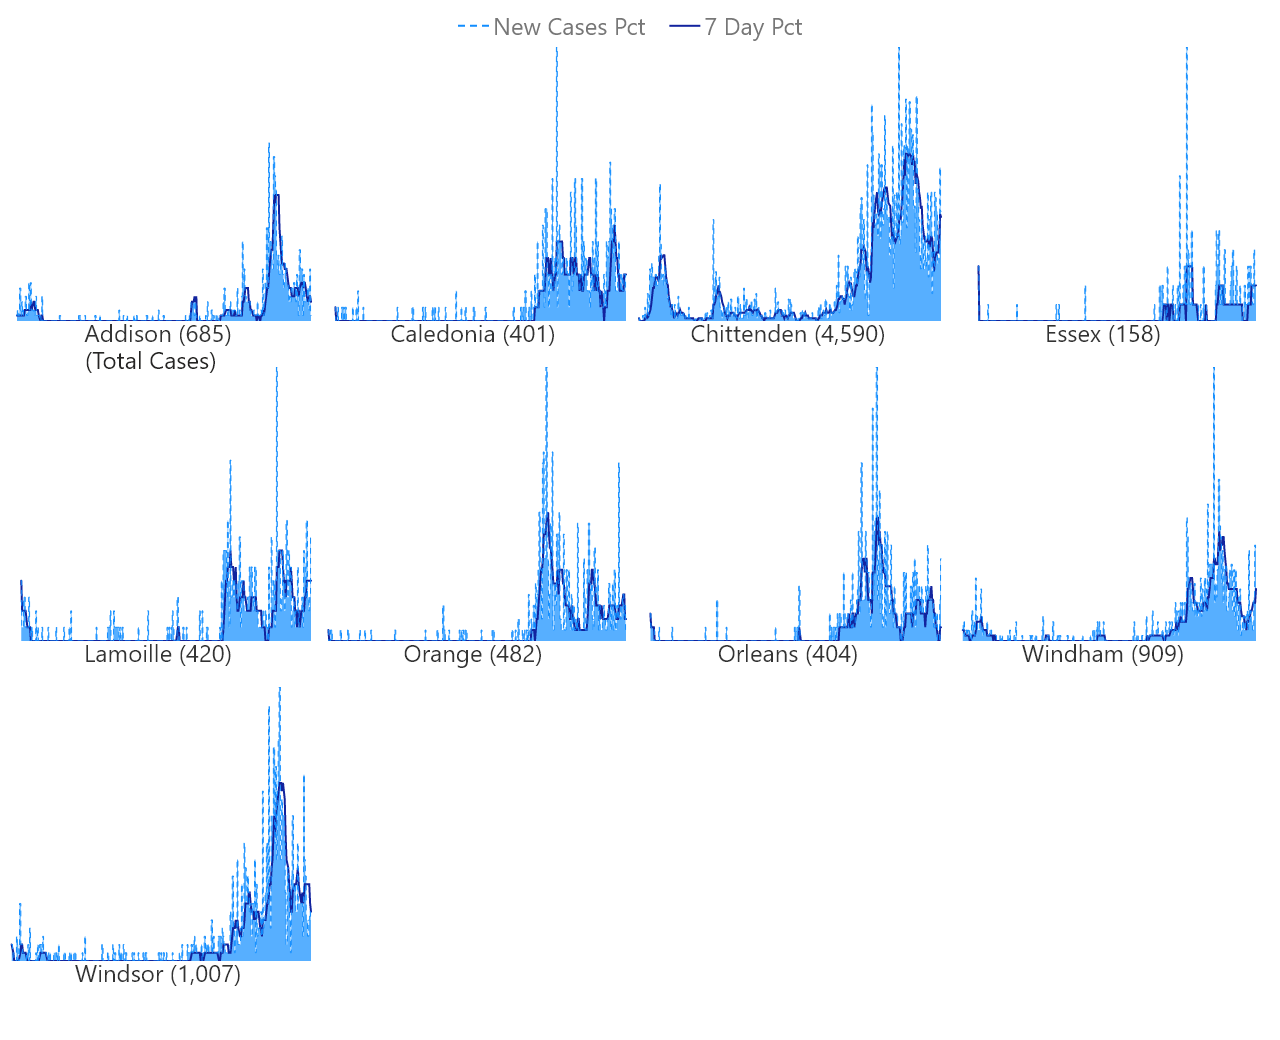 New Cases Pct 7 Day Pct
Addison (685)
(Total Cases)
Caledonia (401)
Chittenden (4,590)
Essex (158)
Lamoille (420)
Orange (482)
Orleans (404)
Windham (909)
Windsor (1,007)